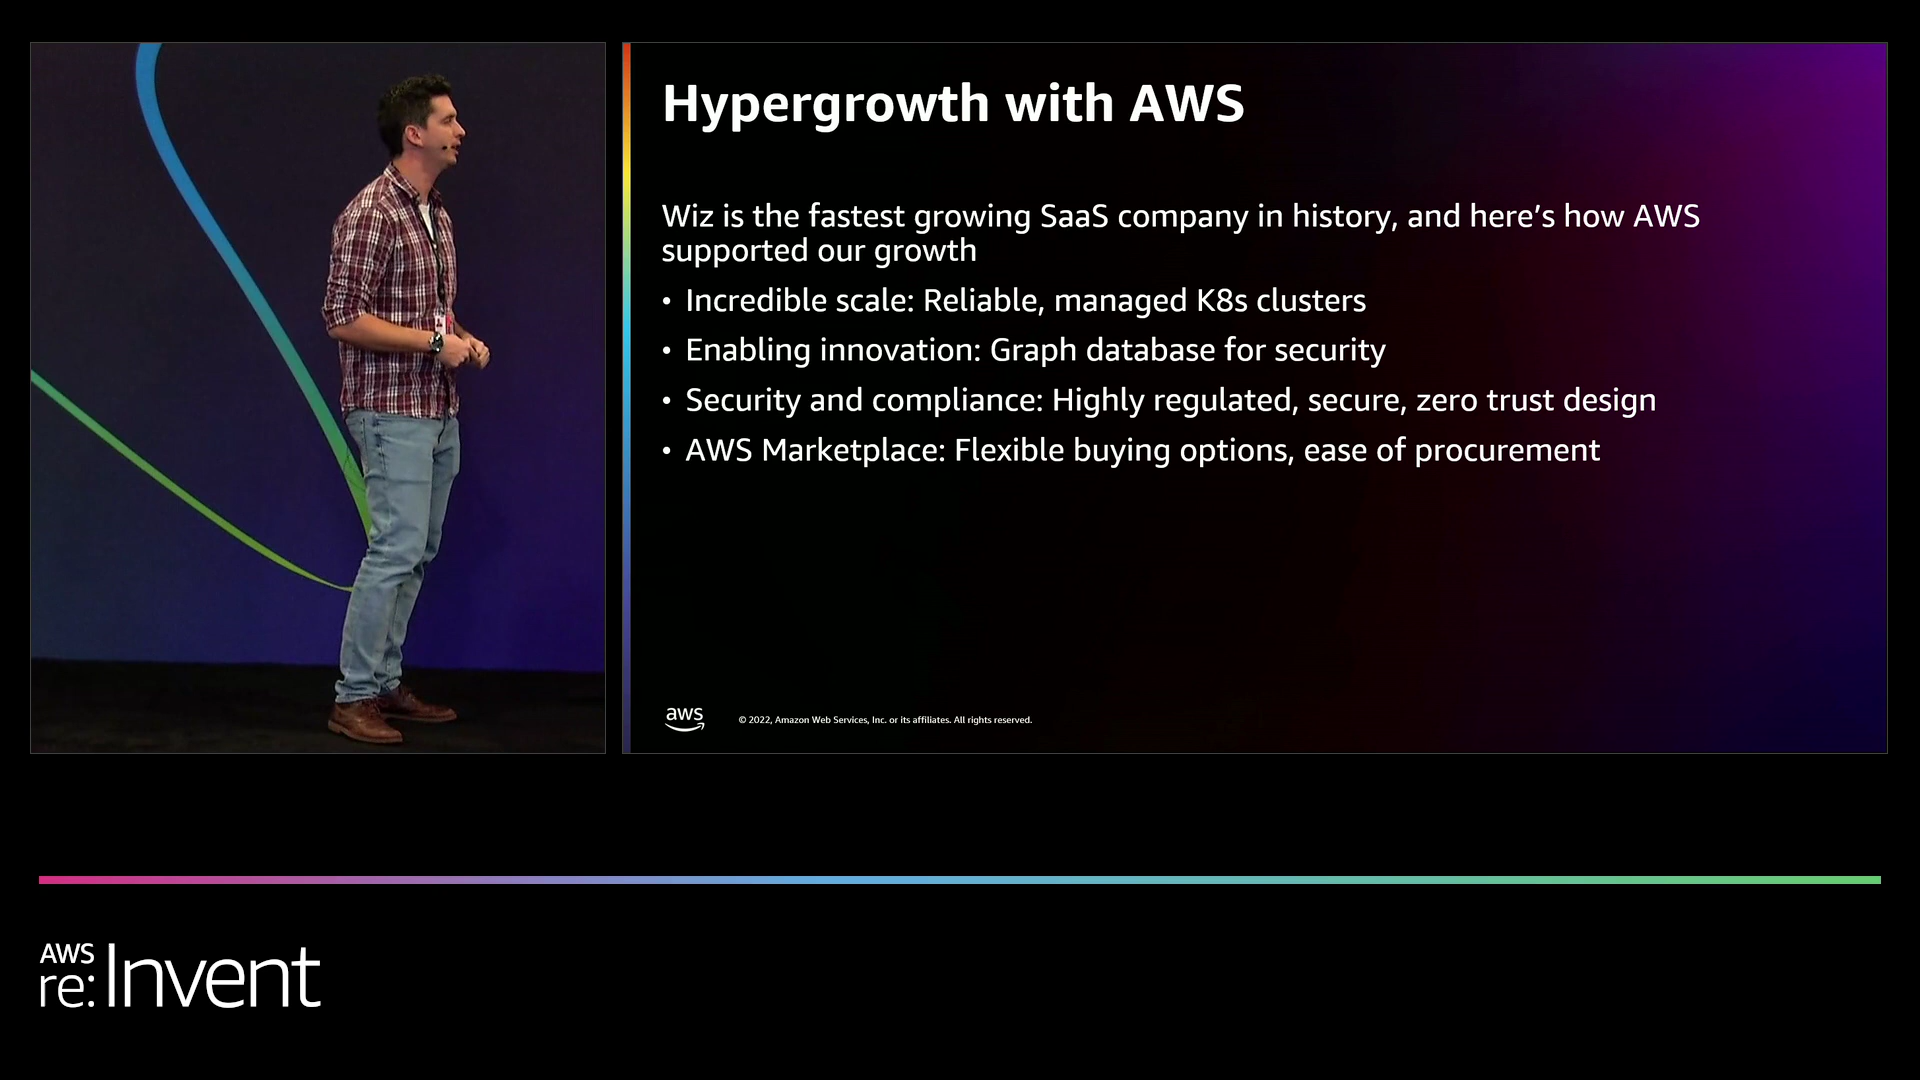 Hypergrowth with AWS
Wiz is the fastest growing SaaS company in history, and here’s how AWS
supported our growth
• Incredible scale: Reliable, managed K8s clusters
• Enabling innovation: Graph database for security
• Security and compliance: Highly regulated, secure, zero trust design
• AWS Marketplace: Flexible buying options, ease of procurement
aws
© 2022, Amazon Web Services, Inc. or its affiliates. All rights reserved.
AWS
re:Invent